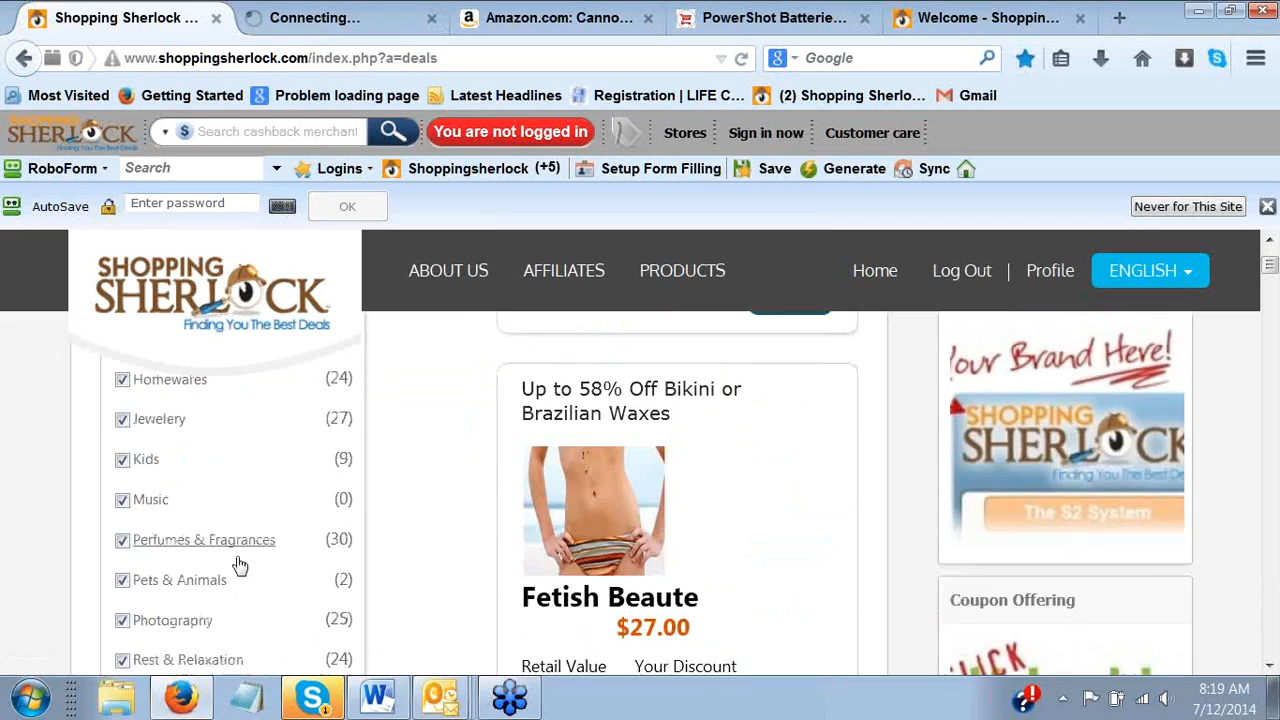 Shopping Sherlock ...
Connecting...
Amazon.com: Canno...
PowerShot Batterie...
Welcome - Shoppin...
www.shoppingsherlock.com/index.php?a=deals
Google
Most Visited
Getting Started
Problem loading page
Latest Headlines
Registration | LIFE C...
(2) Shopping Sherlo...
Gmail
SHOPPING
SHERLOCK
Finding You The Best Deals
Search cashback merchant
You are not logged in
Stores
Sign in now
Customer care
RoboForm
Search
Logins
Shoppingsherlock (+5)
Setup Form Filling
Save
Generate
Sync
AutoSave
Enter password
OK
Never for This Site
SHOPPING
SHERLOCK
Finding You The Best Deals
ABOUT US
AFFILIATES
PRODUCTS
Home
Log Out
Profile
ENGLISH
Homewares (24)
Jewelery (27)
Kids (9)
Music (0)
Perfumes & Fragrances (30)
Pets & Animals (2)
Photography (25)
Rest & Relaxation (24)
Up to 58% Off Bikini or
Brazilian Waxes
Fetish Beaute
$27.00
Retail Value Your Discount
Your Brand Here!
SHOPPING
SHERLOCK
The S2 System
Coupon Offering
CLICK
8:19 AM
7/12/2014